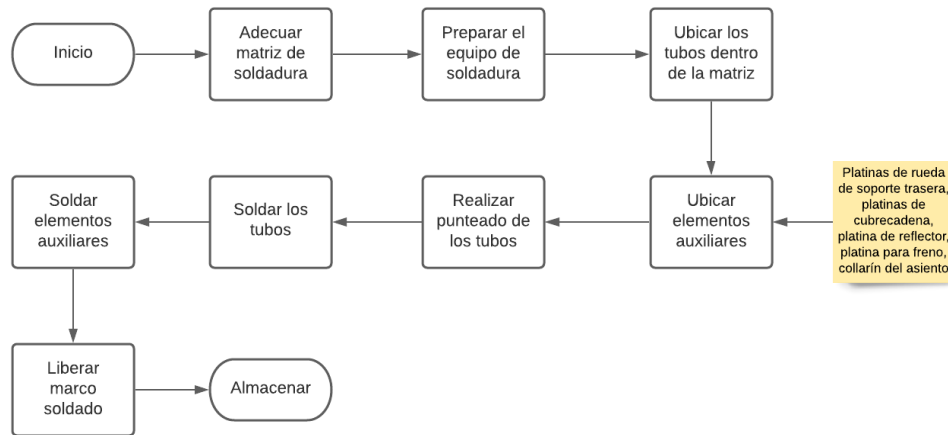 Inicio
Adecuar
matriz de
soldadura
Preparar el
equipo de
soldadura
Ubicar los
tubos dentro
de la matriz
Platinas de rueda
de soporte trasera,
platinas de
cubrecadena,
platina de reflector,
platina para freno,
collarín del asiento
Ubicar
elementos
auxiliares
Realizar
punteado de
los tubos
Soldar los
tubos
Soldar
elementos
auxiliares
Liberar
marco
soldado
Almacenar